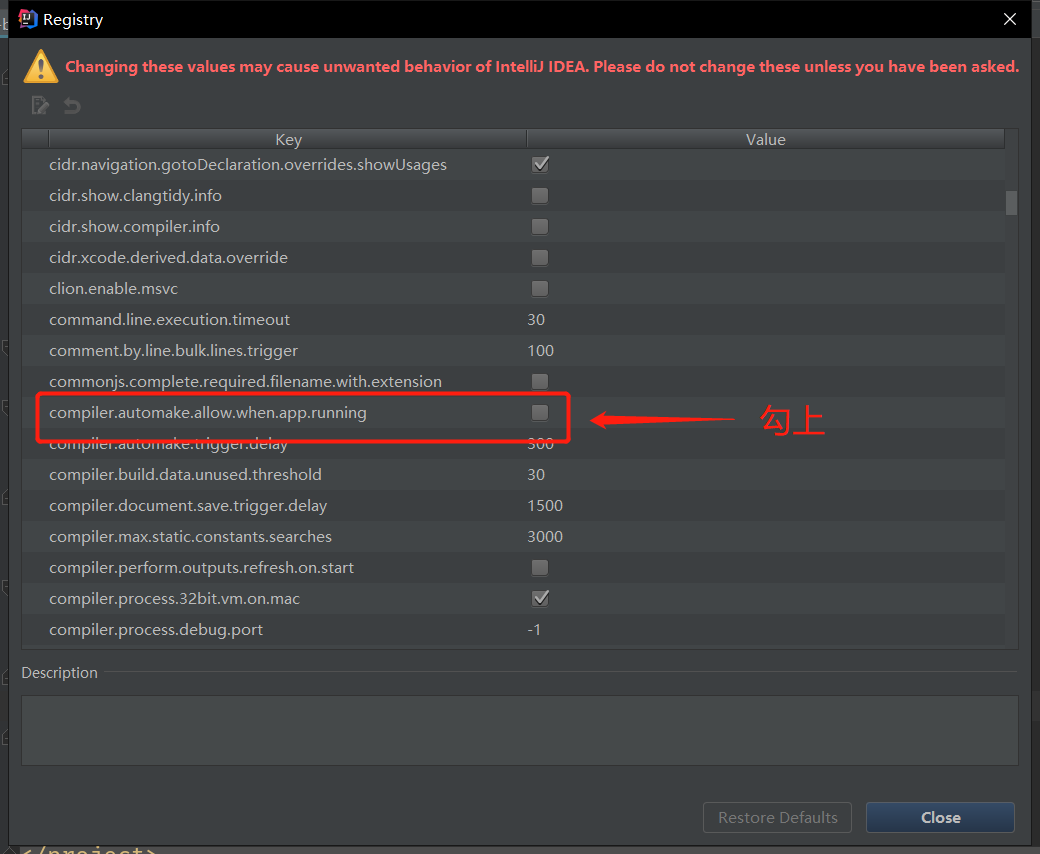 Registry
Changing these values may cause unwanted behavior of IntelliJ IDEA. Please do not change these unless you have been asked.
Key Value
cidr.navigation.gotoDeclaration.overrides.showUsages
cidr.show.clangtidy.info
cidr.show.compiler.info
cidr.xcode.derived.data.override
clion.enable.msvc
command.line.execution.timeout 30
comment.by.line.bulk.lines.trigger 100
commonjs.complete.required.filename.with.extension
compiler.automake.allow.when.app.running 勾上
compiler.automake.trigger.delay 300
compiler.build.data.unused.threshold 30
compiler.document.save.trigger.delay 1500
compiler.max.static.constants.searches 3000
compiler.perform.outputs.refresh.on.start
compiler.process.32bit.vm.on.mac
compiler.process.debug.port -1
Description
Restore Defaults Close
</project>